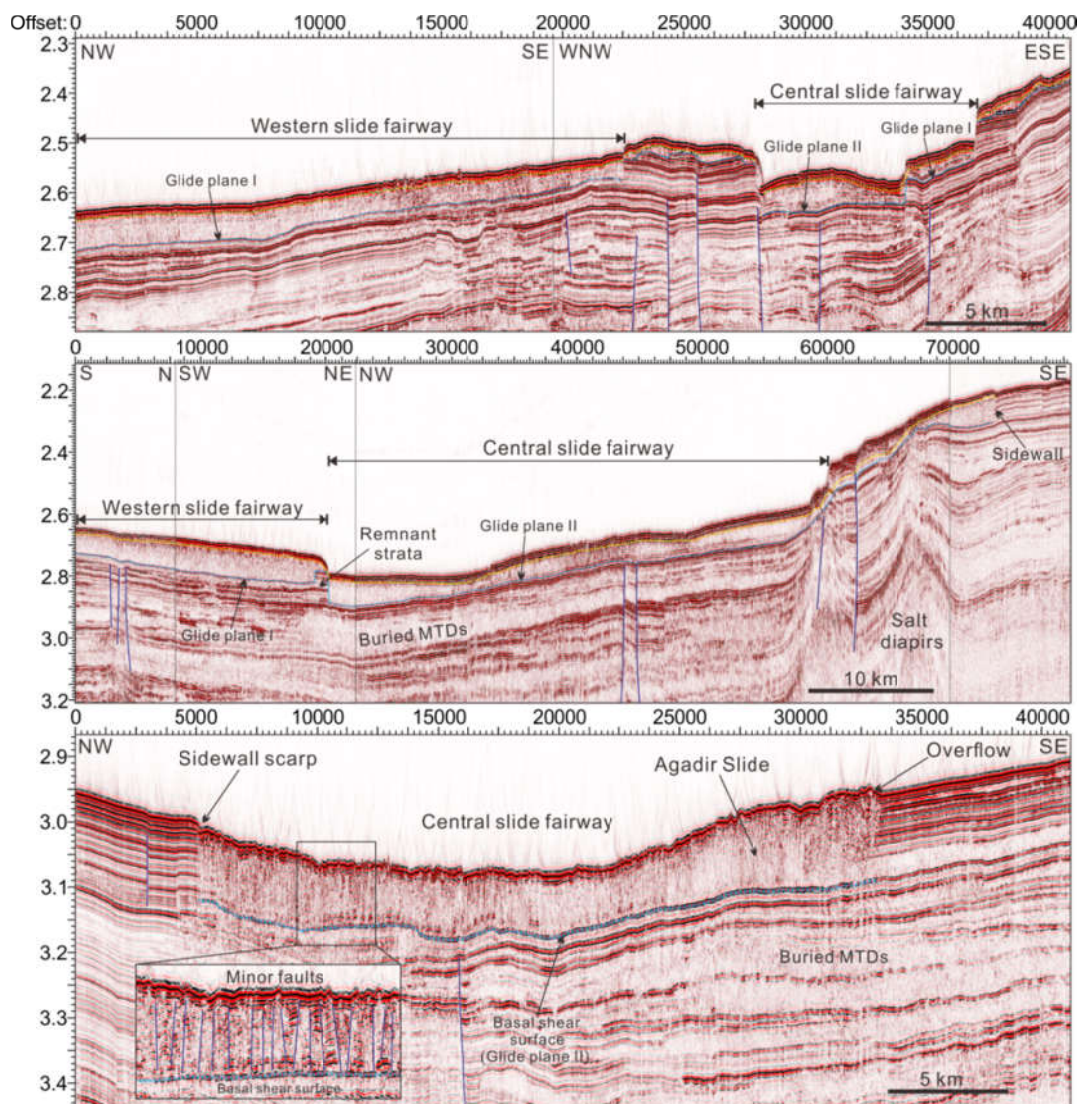 Offset: 0 5000 10000 15000 20000 25000 30000 35000 40000
2.3 NW SE WNW ESE
Central slide fairway
2.4
Western slide fairway
Glide plane I
2.5
Glide plane II
Glide plane I
2.6
2.7
2.8
5 km
0 10000 20000 30000 40000 50000 60000 70000
S N SW NE NW SE
2.2
Sidewall
2.4
Central slide fairway
Western slide fairway
Glide plane II
2.6
Remnant
strata
2.8
Glide plane I
Buried MTDs
3.0
Salt
diapirs
10 km
3.2
0 5000 10000 15000 20000 25000 30000 35000 40000
NW SE
2.9
Sidewall scarp
Agadir Slide
Overflow
3.0
Central slide fairway
3.1
3.2
Buried MTDs
Minor faults
3.3
Basal shear
surface
(Glide plane II)
Basal shear surface
3.4
5 km